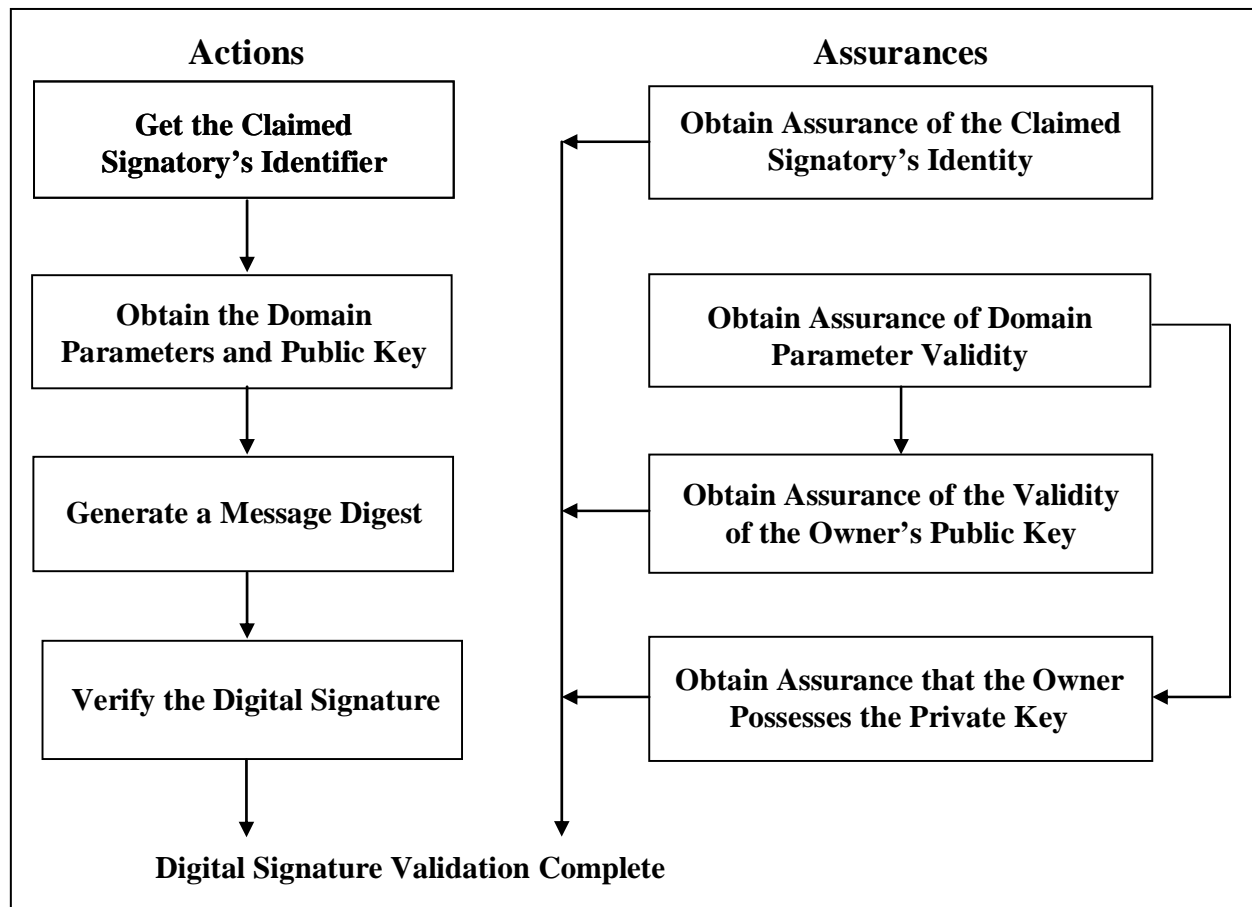 Actions
Get the Claimed
Signatory’s Identifier
Obtain the Domain
Parameters and Public Key
Generate a Message Digest
Verify the Digital Signature
Assurances
Obtain Assurance of the Claimed
Signatory’s Identity
Obtain Assurance of Domain
Parameter Validity
Obtain Assurance of the Validity
of the Owner’s Public Key
Obtain Assurance that the Owner
Possesses the Private Key
Digital Signature Validation Complete